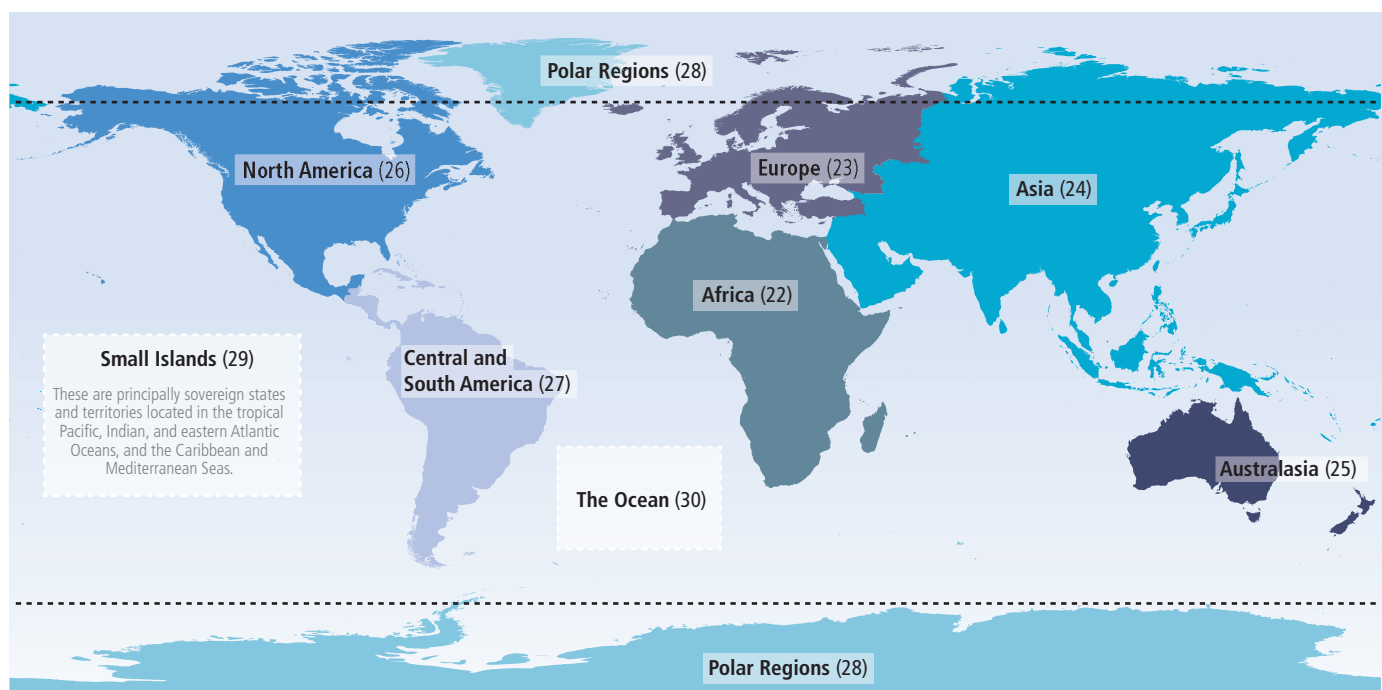 Polar Regions (28)
North America (26)
Europe (23)
Asia (24)
Africa (22)
Small Islands (29)
These are principally sovereign states
and territories located in the tropical
Pacific, Indian, and eastern Atlantic
Oceans, and the Caribbean and
Mediterranean Seas.
Central and
South America (27)
Australasia (25)
The Ocean (30)
Polar Regions (28)